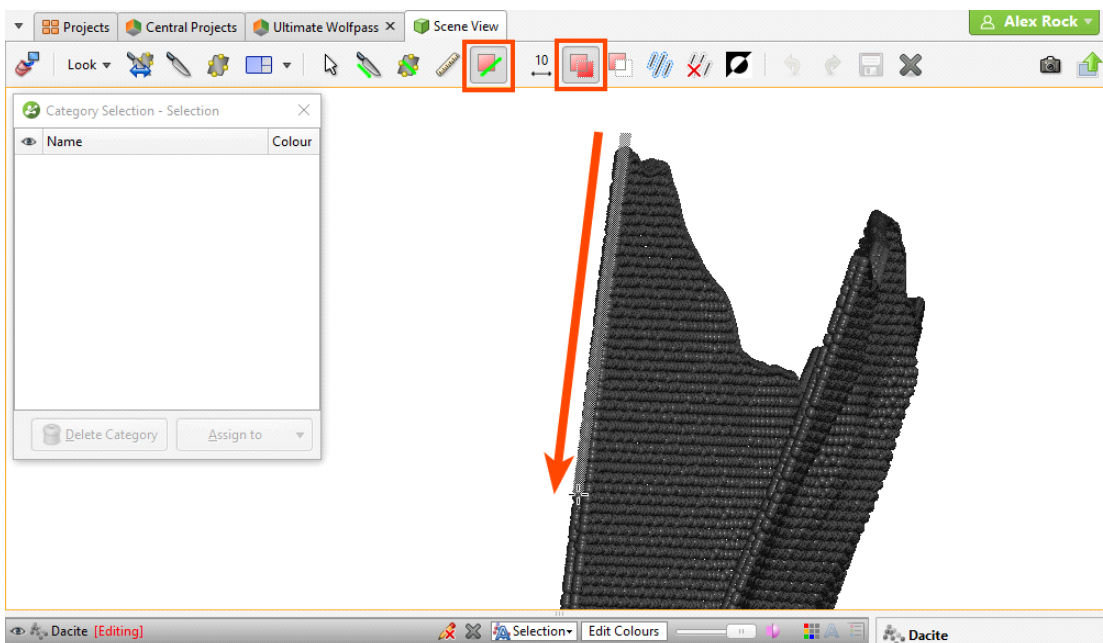 Projects Central Projects Ultimate Wolfpass Scene View Alex Rock
Look 10
Category Selection - Selection
Name Colour
Delete Category Assign to
Dacite [Editing] Selection Edit Colours Dacite